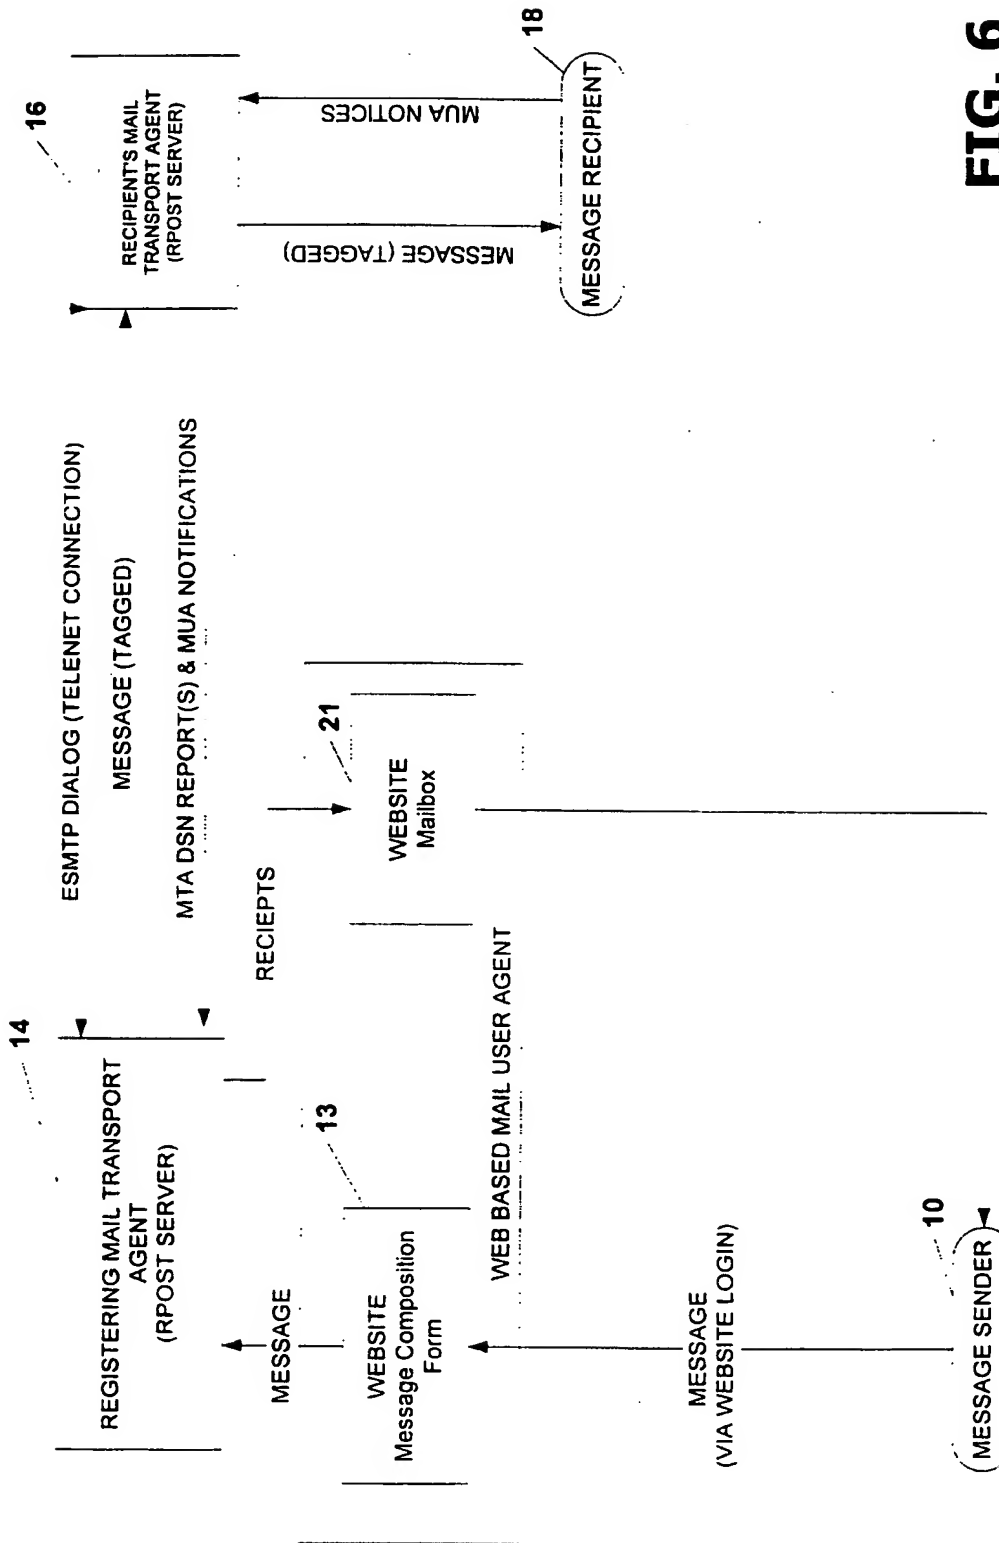 14
REGISTERING MAIL TRANSPORT
AGENT
(RPOST SERVER)
ESMTP DIALOG (TELENET CONNECTION)
MESSAGE (TAGGED)
MTA DSN REPORT(S) & MUA NOTIFICATIONS
16
RECIPIENT'S MAIL
TRANSPORT AGENT
(RPOST SERVER)
MESSAGE
RECIEPTS
13
21
WEBSITE
Message Composition
Form
WEBSITE
Mailbox
WEB BASED MAIL USER AGENT
MESSAGE (TAGGED)
MUA NOTICES
18
MESSAGE RECIPIENT
MESSAGE
(VIA WEBSITE LOGIN)
10
MESSAGE SENDER
FIG. 6